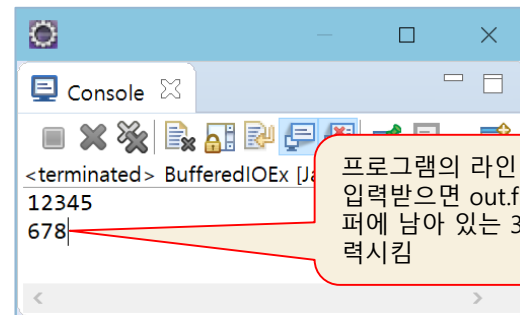 Console
<terminated> BufferedIOEx [Ja
12345
678
프로그램의 라인
입력받으면 out.f
퍼에 남아 있는 3
력시킴